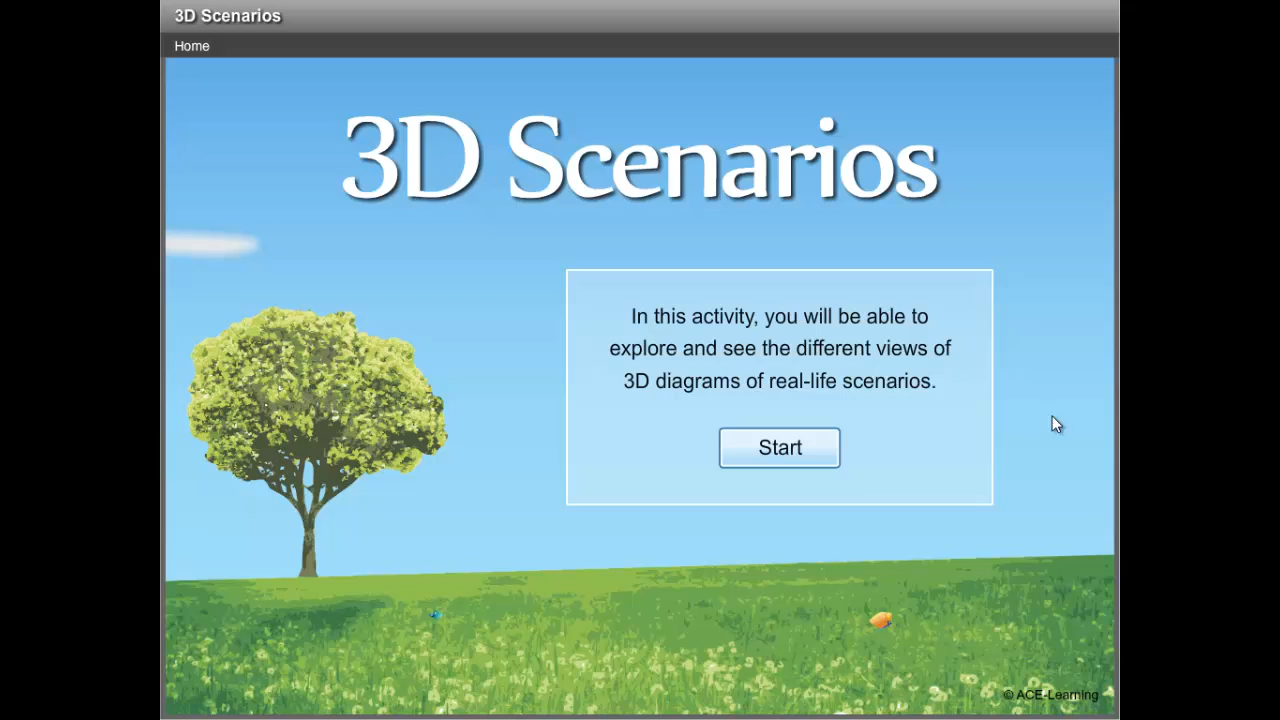 3D Scenarios
Home
3D Scenarios
In this activity, you will be able to
explore and see the different views of
3D diagrams of real-life scenarios.
Start
© ACE-Learning